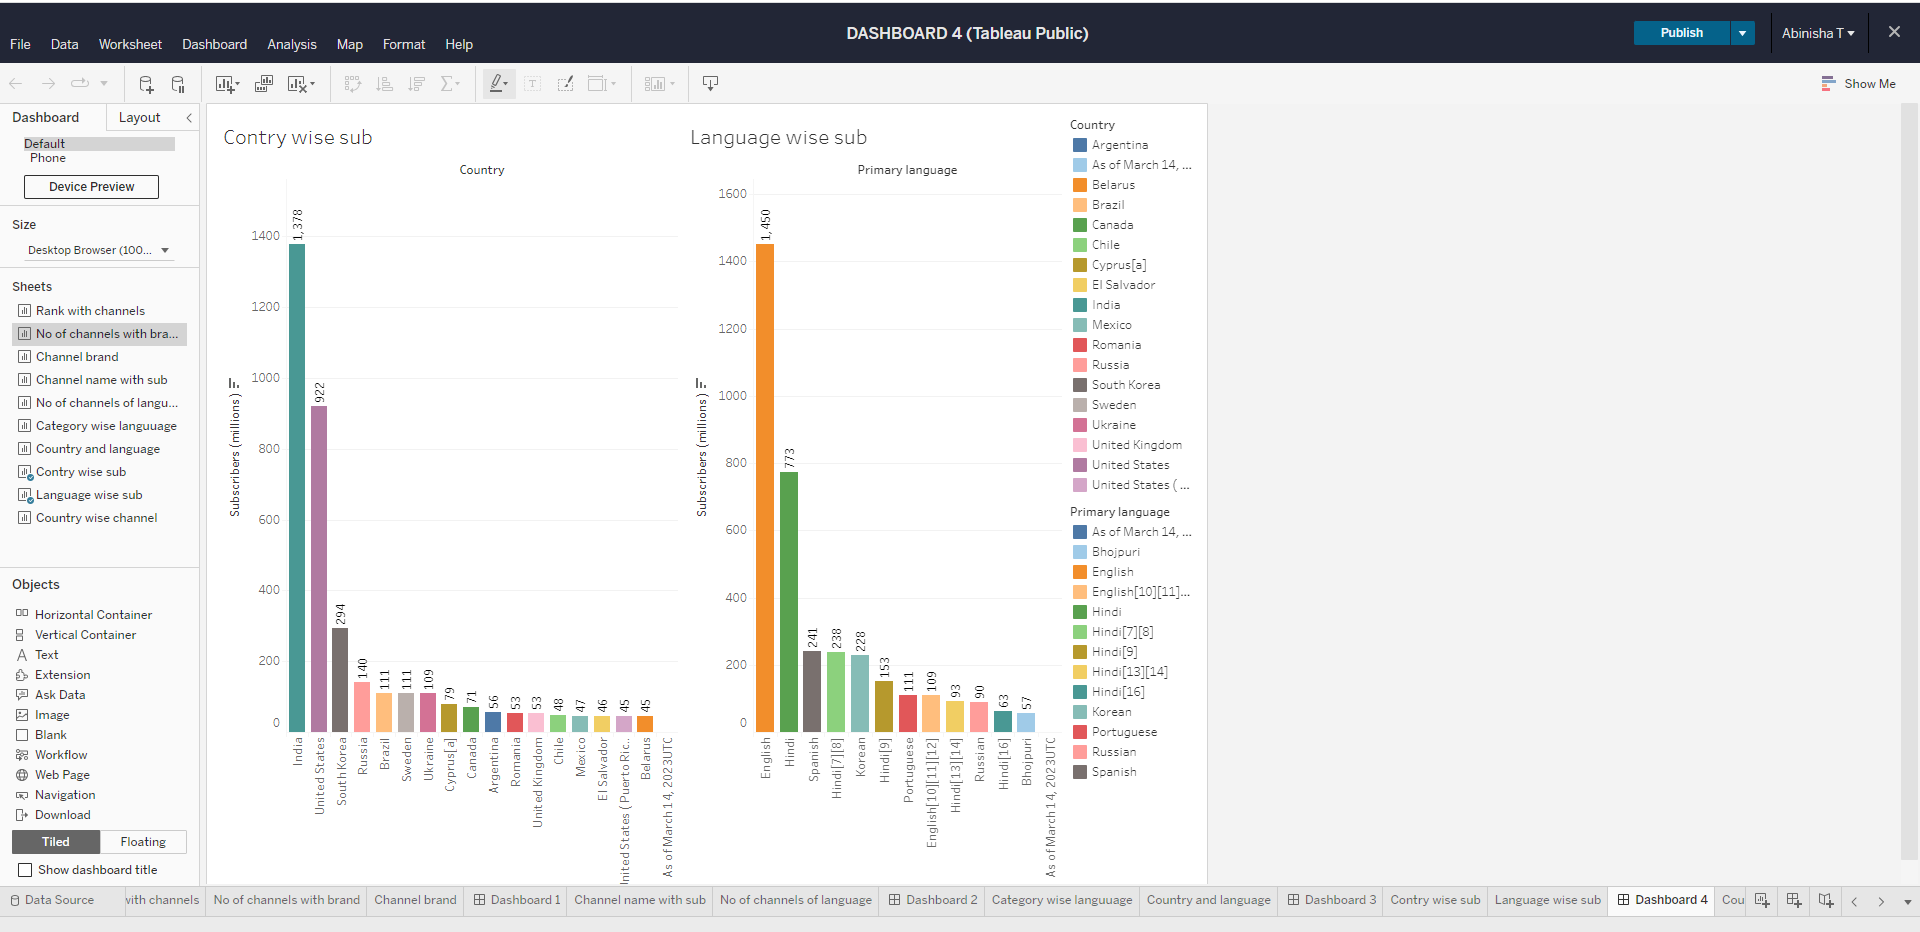 DASHBOARD 4 (Tableau Public)
File Data Worksheet Dashboard Analysis Map Format Help
Publish
Abinisha T
Show Me
Dashboard Layout
Default
Phone
Device Preview
Size
Desktop Browser (100...
Sheets
Rank with channels
No of channels with bra...
Channel brand
Channel name with sub
No of channels of langu...
Category wise languuage
Country and language
Contry wise sub
Language wise sub
Country wise channel
Objects
Horizontal Container
Vertical Container
Text
Extension
Ask Data
Image
Blank
Workflow
Web Page
Navigation
Download
Tiled Floating
Show dashboard title
Contry wise sub
Country
Subscribers (millions)
1400
1200
1000
800
600
400
200
0
1,378
922
294
140
111
111
109
79
71
56
53
53
48
47
46
45
45
India
United States
South Korea
Russia
Brazil
Sweden
Ukraine
Cyprus[a]
Canada
Argentina
Romania
United Kingdom
Chile
Mexico
El Salvador
United States ( Puerto Ric..
Belarus
As of March 14, 2023UTC
Language wise sub
Primary language
Subscribers (millions)
1600
1400
1200
1000
800
600
400
200
0
1,450
773
241
238
228
153
111
109
93
90
63
57
English
Hindi
Spanish
Hindi[7][8]
Korean
Hindi[9]
Portuguese
English[10][11][12]
Hindi[13][14]
Russian
Hindi[16]
Bhojpuri
As of March 14, 2023UTC
Country
Argentina
As of March 14, ...
Belarus
Brazil
Canada
Chile
Cyprus[a]
El Salvador
India
Mexico
Romania
Russia
South Korea
Sweden
Ukraine
United Kingdom
United States
United States ( ...
Primary language
As of March 14, ...
Bhojpuri
English
English[10][11]...
Hindi
Hindi[7][8]
Hindi[9]
Hindi[13][14]
Hindi[16]
Korean
Portuguese
Russian
Spanish
Data Source with channels No of channels with brand Channel brand Dashboard 1 Channel name with sub No of channels of language Dashboard 2 Category wise languuage Country and language Dashboard 3 Contry wise sub Language wise sub Dashboard 4 Cou